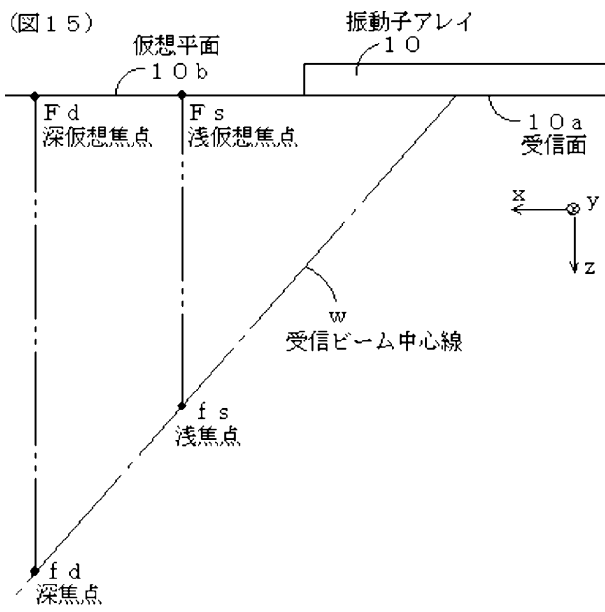 (図15)
振動子アレイ
10
仮想平面
10b
Fd
深仮想焦点
Fs
浅仮想焦点
10a
受信面
x
y
z
w
受信ビーム中心線
fs
浅焦点
fd
深焦点